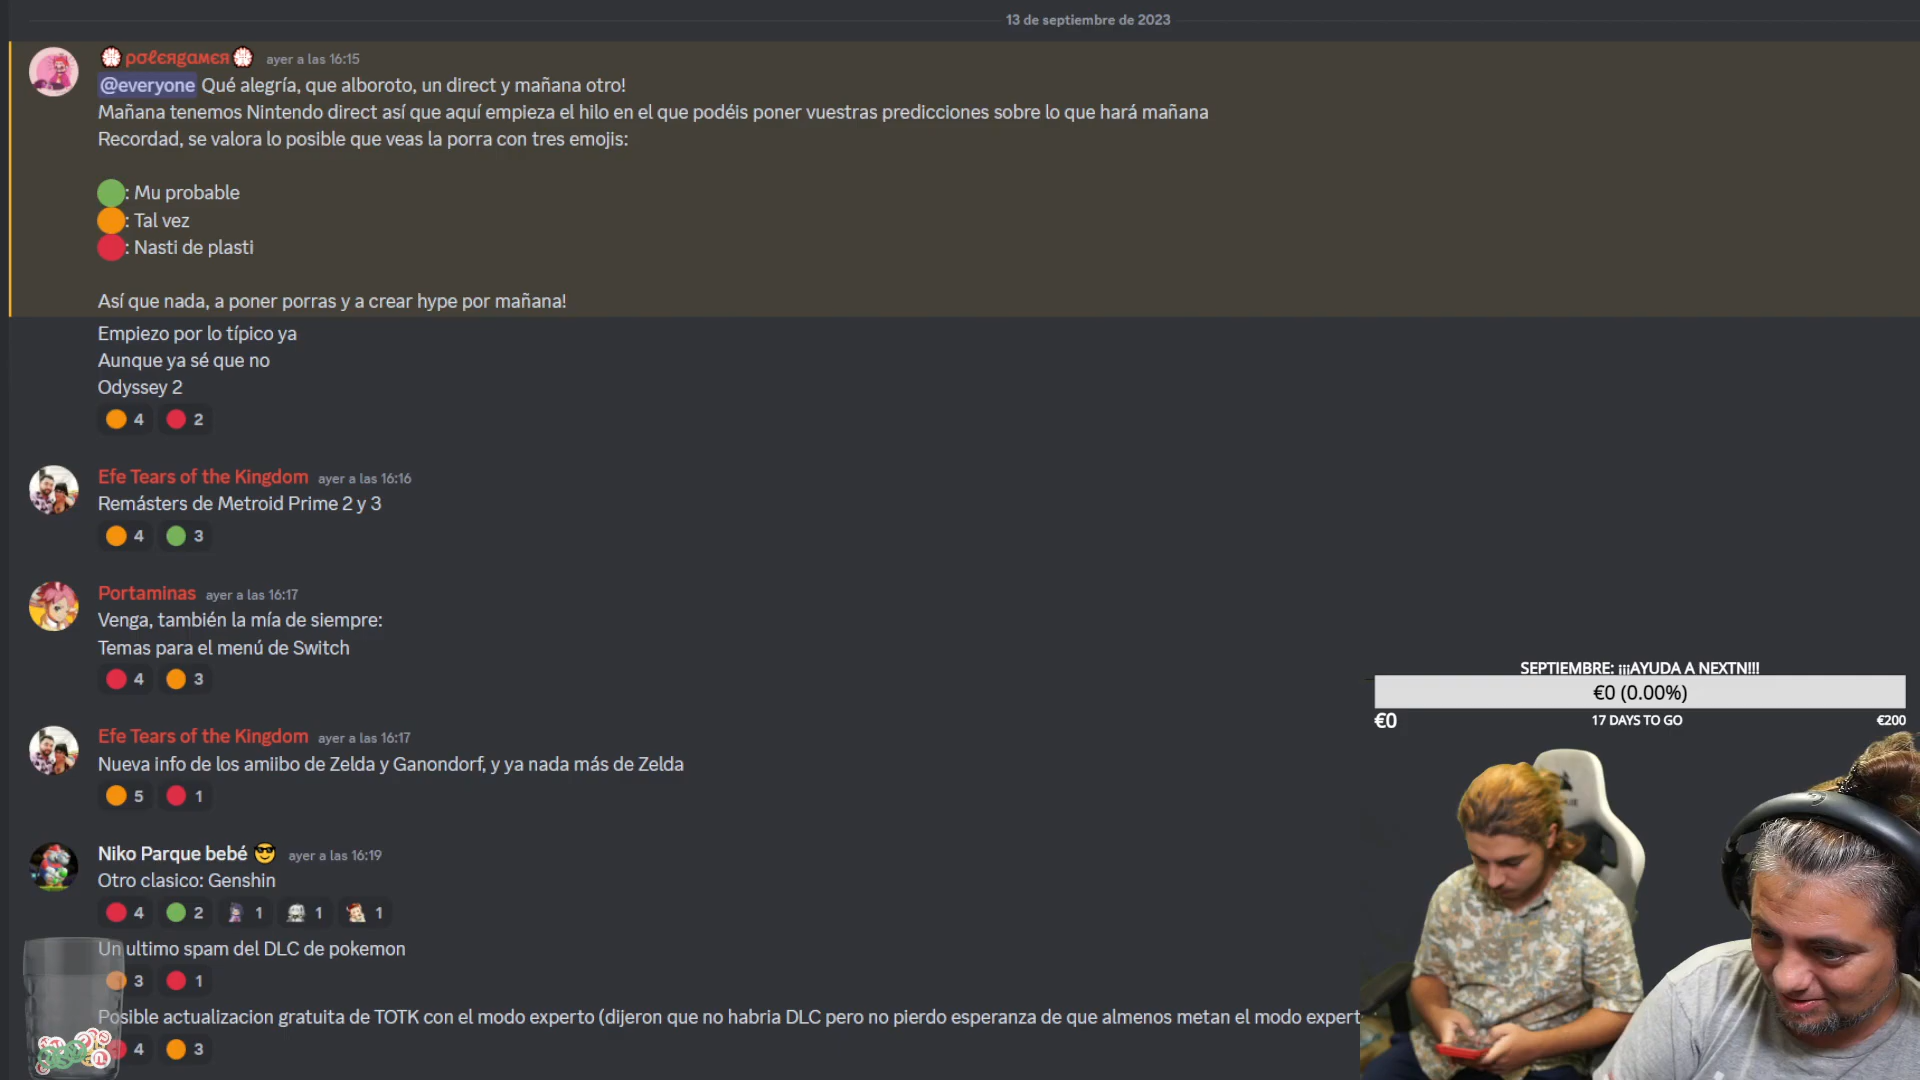 13 de septiembre de 2023
ρσℓєяgαмєя ayer a las 16:15
@everyone Qué alegría, que alboroto, un direct y mañana otro!
Mañana tenemos Nintendo direct así que aquí empieza el hilo en el que podéis poner vuestras predicciones sobre lo que hará mañana
Recordad, se valora lo posible que veas la porra con tres emojis:
: Mu probable
: Tal vez
: Nasti de plasti
Así que nada, a poner porras y a crear hype por mañana!
Empiezo por lo típico ya
Aunque ya sé que no
Odyssey 2
4 2
Efe Tears of the Kingdom ayer a las 16:16
Remásters de Metroid Prime 2 y 3
4 3
Portaminas ayer a las 16:17
Venga, también la mía de siempre:
Temas para el menú de Switch
4 3
Efe Tears of the Kingdom ayer a las 16:17
Nueva info de los amiibo de Zelda y Ganondorf, y ya nada más de Zelda
5 1
Niko Parque bebé 😎 ayer a las 16:19
Otro clasico: Genshin
4 2 1 1 1
Un ultimo spam del DLC de pokemon
3 1
Posible actualizacion gratuita de TOTK con el modo experto (dijeron que no habria DLC pero no pierdo esperanza de que almenos metan el modo expert
4 3
SEPTIEMBRE: ¡¡¡AYUDA A NEXTN!!!
€0 (0.00%)
€0 17 DAYS TO GO €200